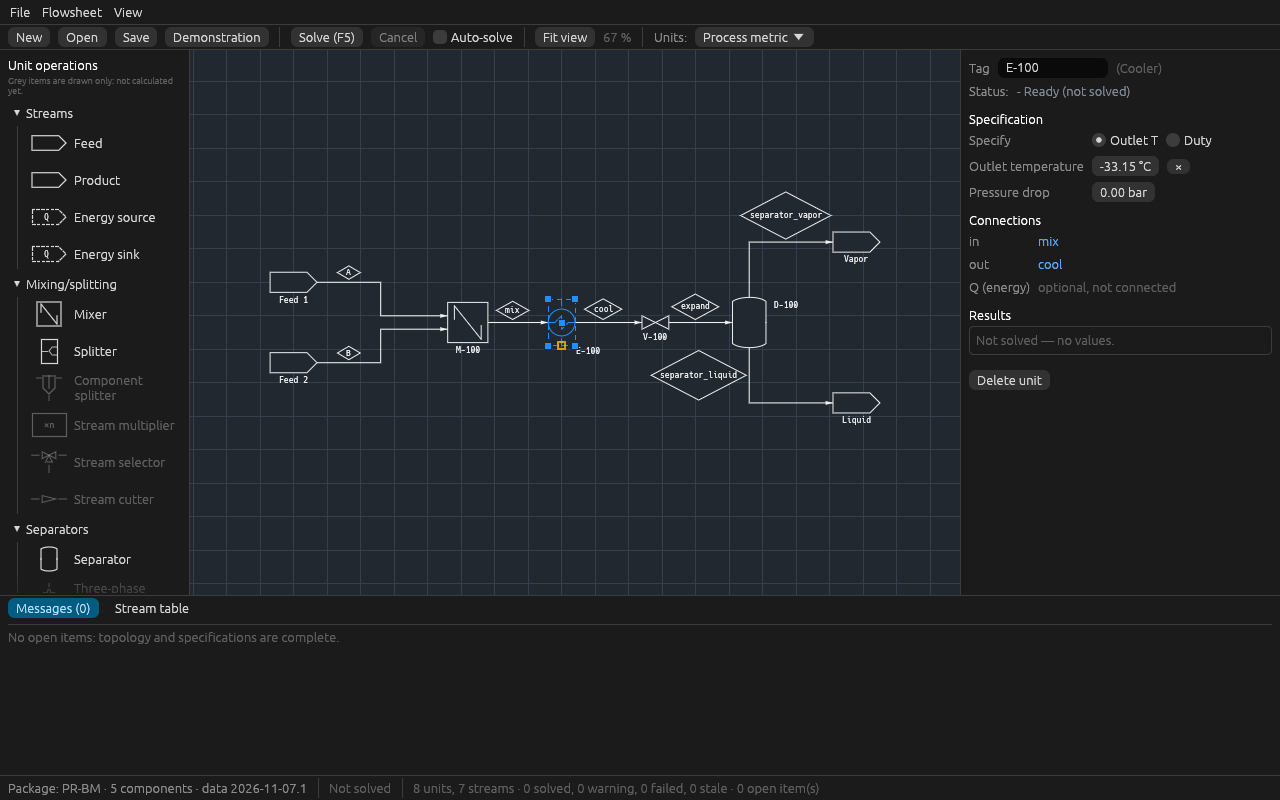 File Flowsheet View
New Open Save Demonstration Solve (F5) Cancel Auto-solve Fit view 67 % Units: Process metric
Unit operations
Grey items are drawn only: not calculated
yet.
Streams
Feed
Product
Q Energy source
Q Energy sink
Mixing/splitting
Mixer
Splitter
Component
splitter
×n Stream multiplier
Stream selector
Stream cutter
Separators
Separator
Three-phase
separator_vapor
Vapor
A
Feed 1
mix
cool
expand
D-100
M-100
E-100
V-100
B
Feed 2
separator_liquid
Liquid
Tag E-100 (Cooler)
Status: - Ready (not solved)
Specification
Specify Outlet T Duty
Outlet temperature -33.15 °C ×
Pressure drop 0.00 bar
Connections
in mix
out cool
Q (energy) optional, not connected
Results
Not solved — no values.
Delete unit
Messages (0) Stream table
No open items: topology and specifications are complete.
Package: PR-BM · 5 components · data 2026-11-07.1 Not solved 8 units, 7 streams · 0 solved, 0 warning, 0 failed, 0 stale · 0 open item(s)